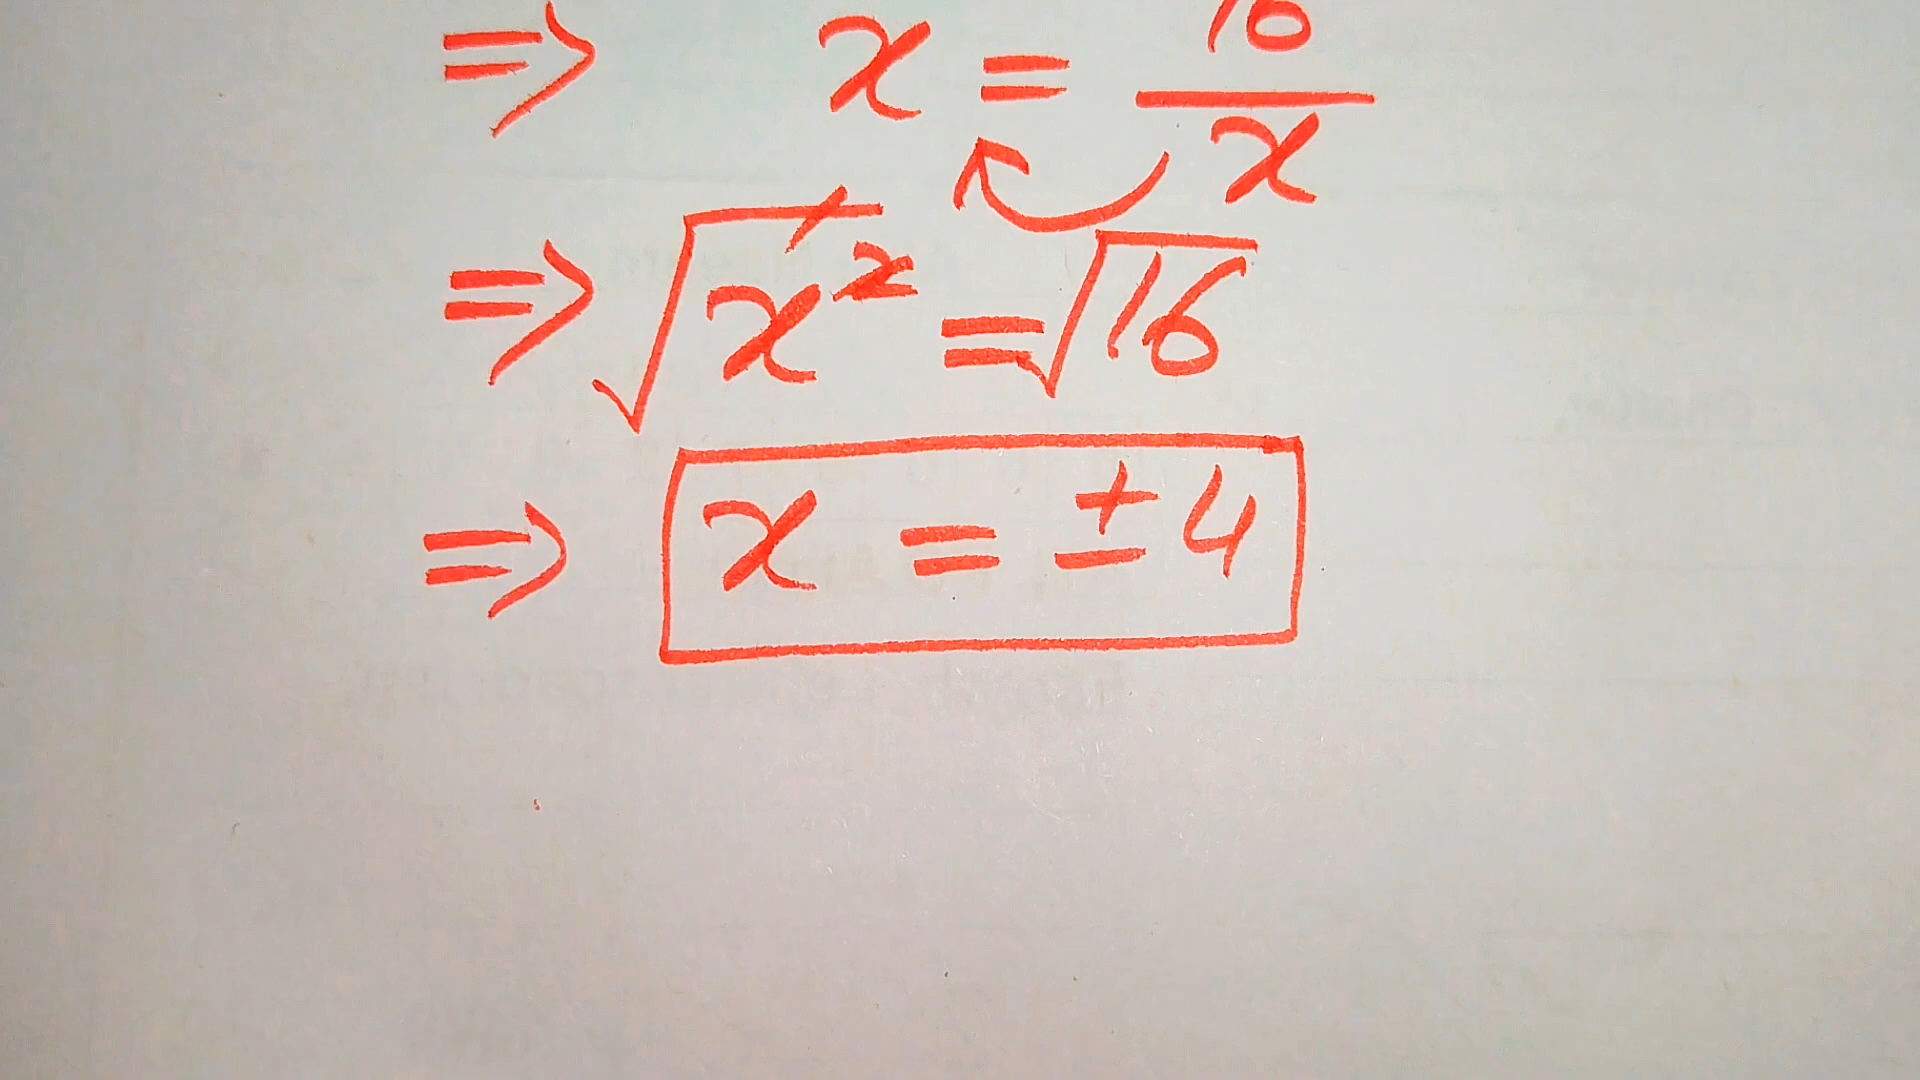 ⇒ x = 16/x
⇒ √x² = √16
⇒ x = ±4